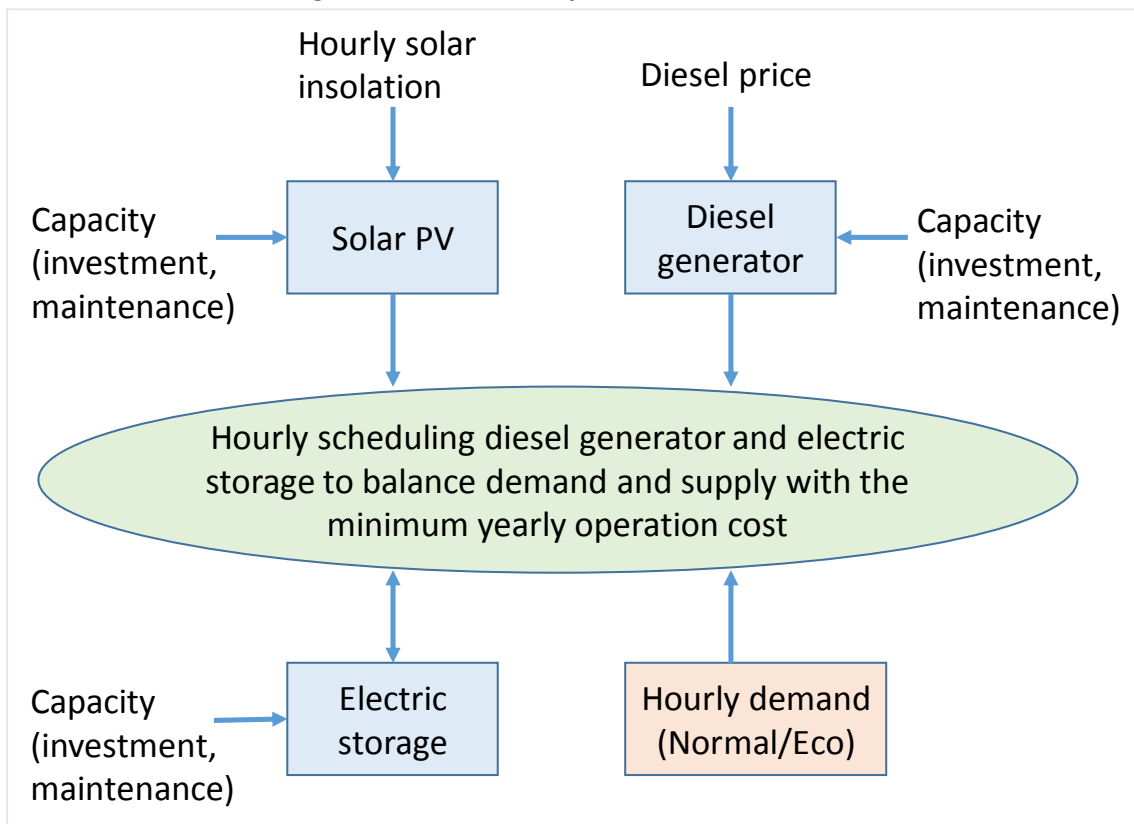 Hourly solar
insolation
Diesel price
Capacity
(investment,
maintenance)
Solar PV
Diesel
generator
Capacity
(investment,
maintenance)
Hourly scheduling diesel generator and electric
storage to balance demand and supply with the
minimum yearly operation cost
Capacity
(investment,
maintenance)
Electric
storage
Hourly demand
(Normal/Eco)